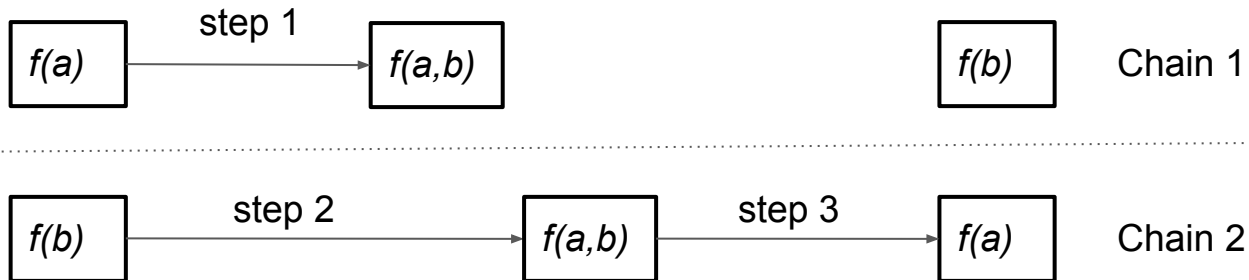 step 1
f(a) f(a,b) f(b) Chain 1
step 2 step 3
f(b) f(a,b) f(a) Chain 2